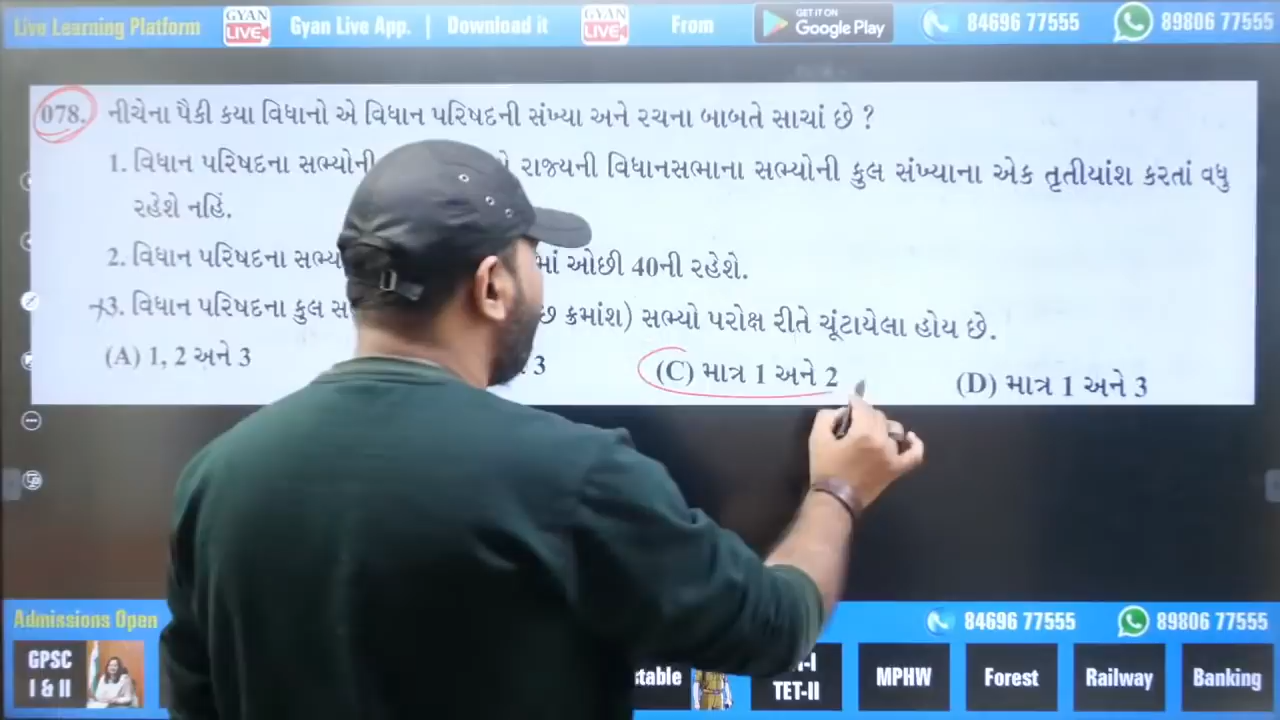 Live Learning Platform
GYAN LIVE
Gyan Live App. | Download it
GYAN LIVE
From
GET IT ON
Google Play
84696 77555
89806 77555
078. નીચેના પૈકી કયા વિધાનો એ વિધાન પરિષદની સંખ્યા અને રચના બાબતે સાચાં છે ?
1. વિધાન પરિષદના સભ્યોની રાજ્યની વિધાનસભાના સભ્યોની કુલ સંખ્યાના એક તૃતીયાંશ કરતાં વધુ
રહેશે નહિં.
2. વિધાન પરિષદના ઓછી 40ની રહેશે.
3. વિધાન પરિષદના કુલ ક્રમાંશ) સભ્યો પરોક્ષ રીતે ચૂંટાયેલા હોય છે.
(A) 1, 2 અને 3
3
(C) માત્ર 1 અને 2
(D) માત્ર 1 અને 3
Admissions Open
84696 77555
89806 77555
GPSC
I & II
TET-II
MPHW
Forest
Railway
Banking